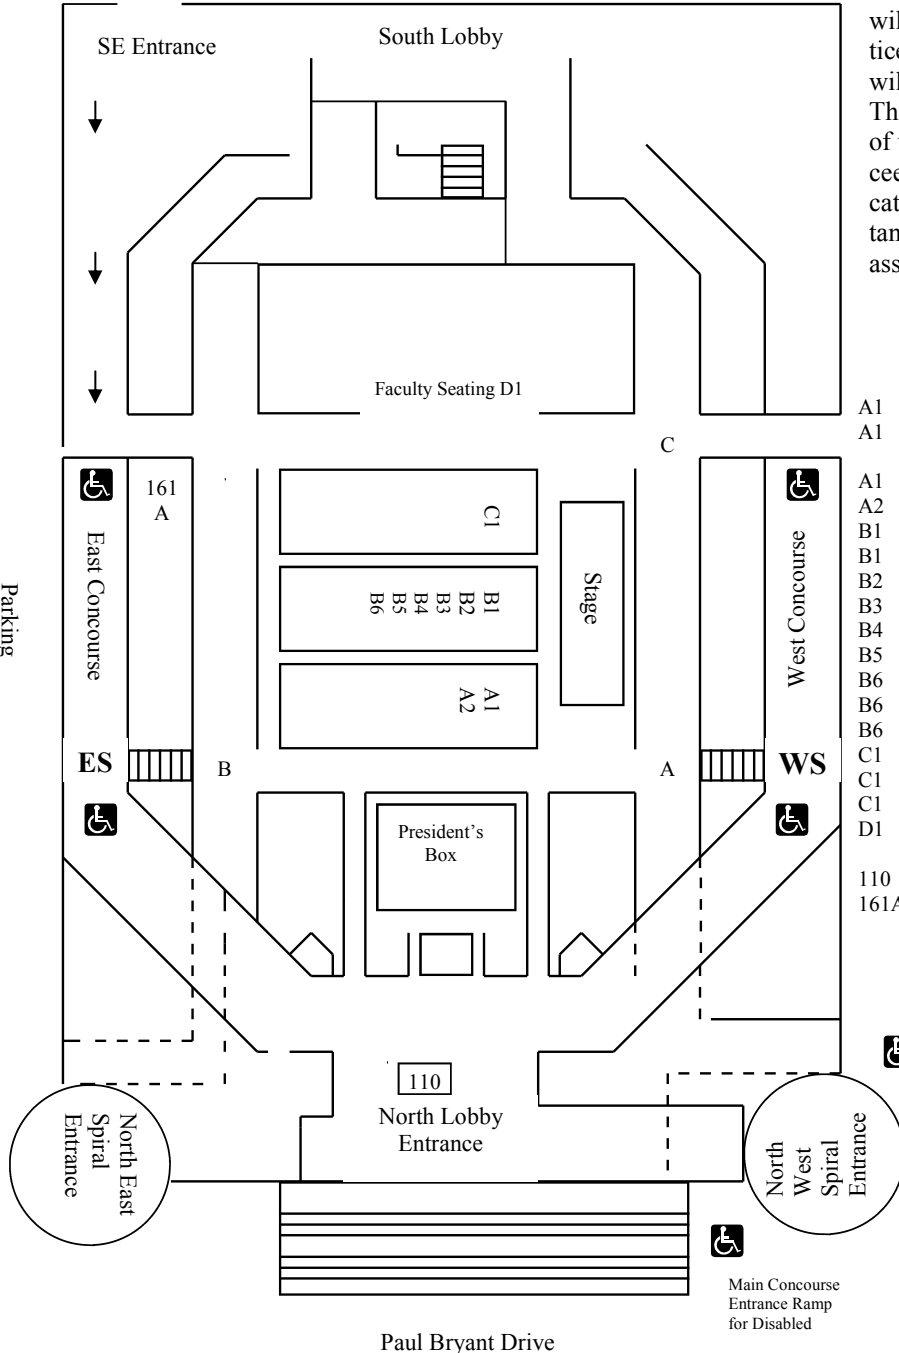 SE Entrance
South Lobby
Faculty Seating D1
C
161
A
East Concourse
Parking
C1
B1
B2
B3
B4
B5
B6
A1
A2
Stage
West Concourse
ES
B
A
WS
President's
Box
110
North Lobby
Entrance
North East
Spiral
Entrance
North
West
Spiral
Entrance
Main Concourse
Entrance Ramp
for Disabled
Paul Bryant Drive
A1
A1
A1
A2
B1
B1
B2
B3
B4
B5
B6
B6
B6
C1
C1
C1
D1
110
161A